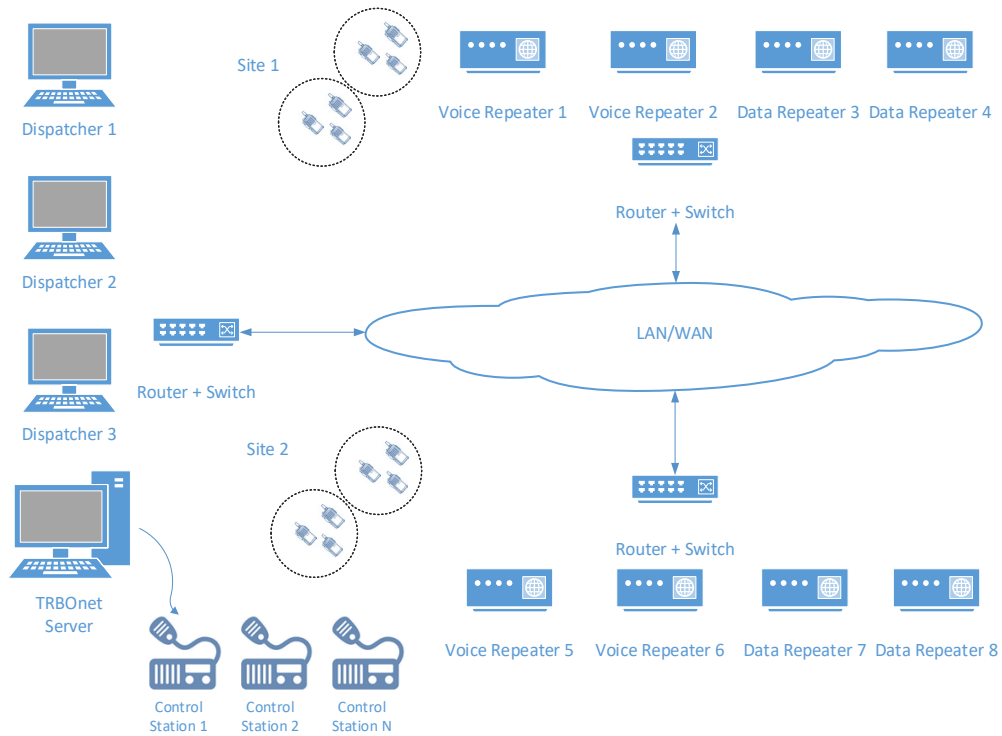 Site 1
Dispatcher 1
Voice Repeater 1
Voice Repeater 2
Data Repeater 3
Data Repeater 4
Router + Switch
Dispatcher 2
LAN/WAN
Router + Switch
Dispatcher 3
Site 2
Router + Switch
TRBOnet
Server
Voice Repeater 5
Voice Repeater 6
Data Repeater 7
Data Repeater 8
Control
Station 1
Control
Station 2
Control
Station N